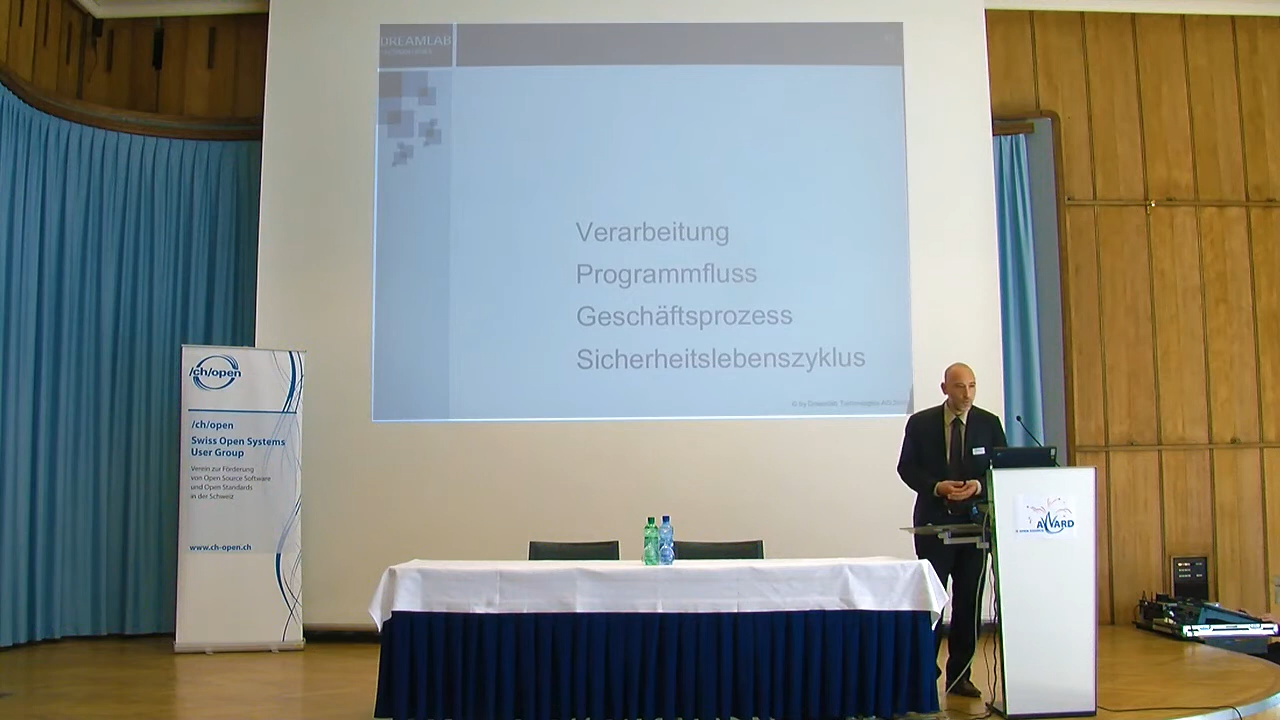 DREAMLAB
Verarbeitung
Programmfluss
Geschäftsprozess
Sicherheitslebenszyklus
/ch/open
/ch/open
Swiss Open Systems
User Group
Verein zur Förderung
von Open Source Software
und Open Standards
in der Schweiz
www.ch-open.ch
AWARD